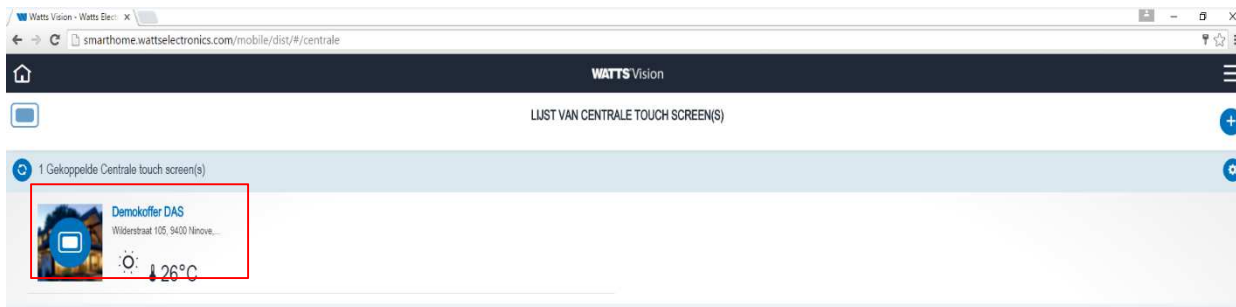 Watts Vision - Watts Elec
smarthome.wattselectronics.com/mobile/dist/#/centrale
WATTS Vision
LIJST VAN CENTRALE TOUCH SCREEN(S)
1 Gekoppelde Centrale touch screen(s)
Demokoffer DAS
Wilderstraat 105, 9400 Ninove,...
26°C